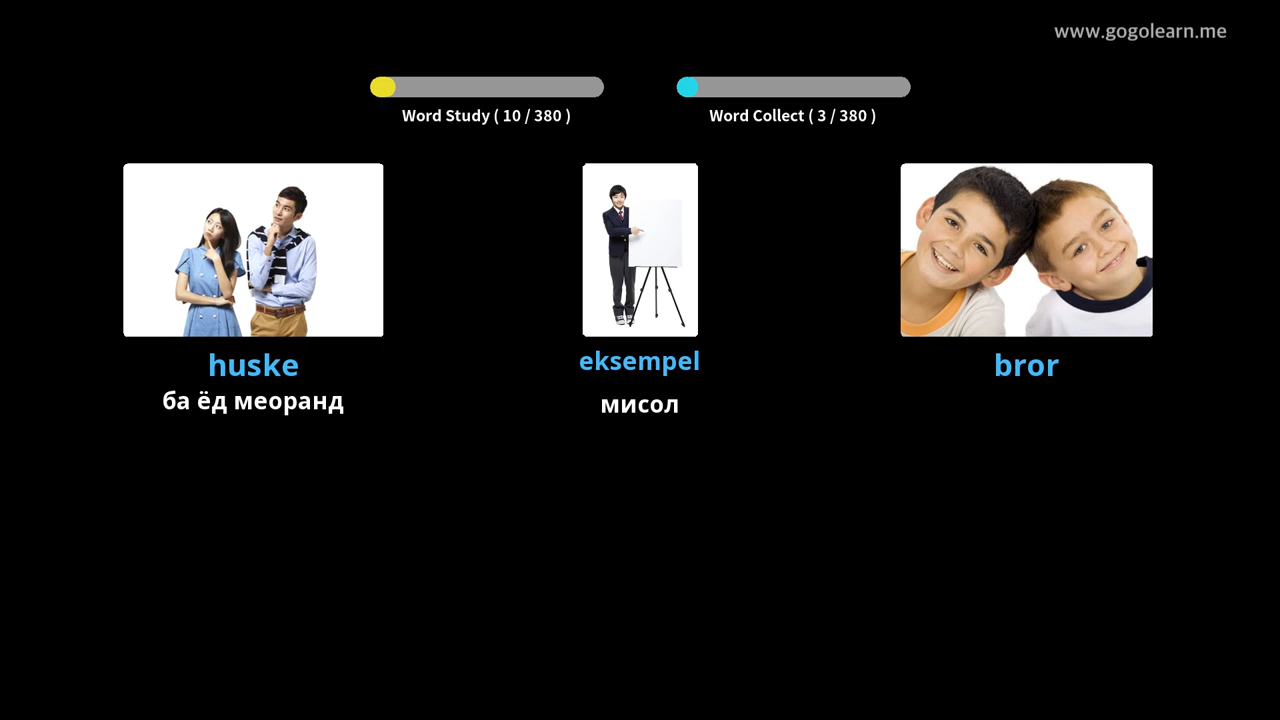 www.gogolearn.me
Word Study ( 10 / 380 )
Word Collect ( 3 / 380 )
huske
eksempel
bror
ба ёд меоранд
мисол